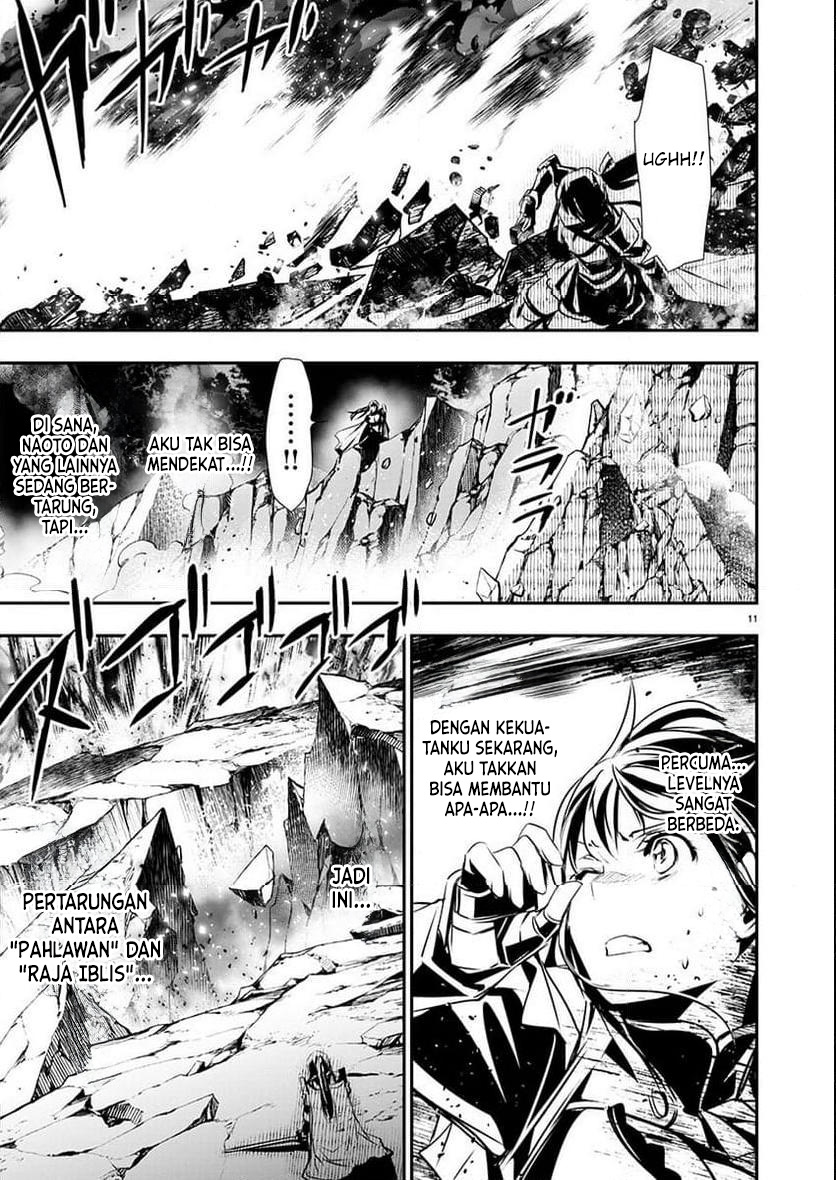 UGHH!!
......!!
AKU TAK BISA
MENDEKAT...!!
DI SANA,
NAOTO DAN
YANG LAINNYA
SEDANG BER-
TARUNG,
TAPI...
11
PERCUMA...
LEVELNYA
SANGAT
BERBEDA.
DENGAN KEKUA-
TANKU SEKARANG,
AKU TAKKAN
BISA MEMBANTU
APA-APA...!!
JADI
INI...
PERTARUNGAN
ANTARA
"PAHLAWAN" DAN
"RAJA IBLIS"...